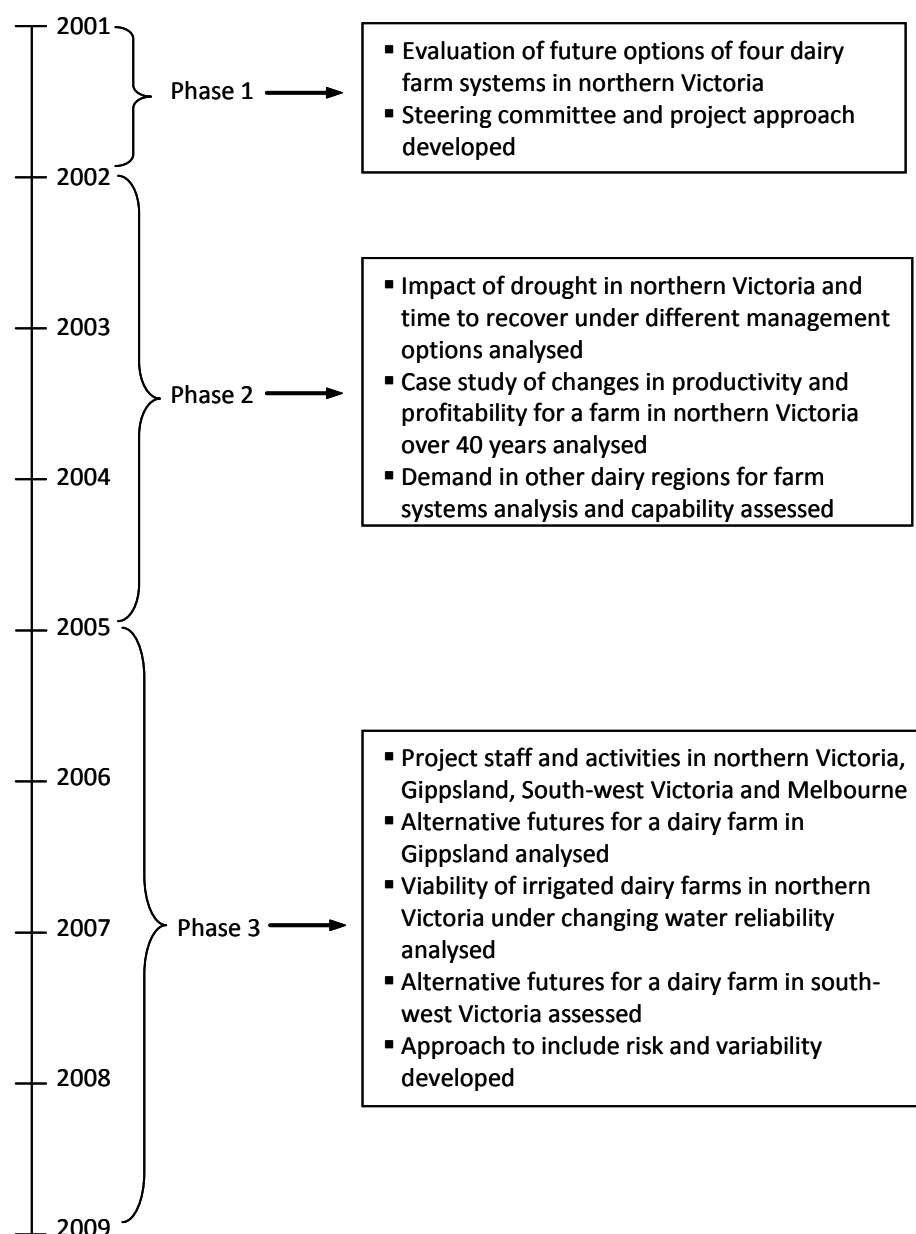 2001
Phase 1
▪ Evaluation of future options of four dairy
farm systems in northern Victoria
▪ Steering committee and project approach
developed
2002
2003
Phase 2
▪ Impact of drought in northern Victoria and
time to recover under different management
options analysed
▪ Case study of changes in productivity and
profitability for a farm in northern Victoria
over 40 years analysed
▪ Demand in other dairy regions for farm
systems analysis and capability assessed
2004
2005
2006
Phase 3
▪ Project staff and activities in northern Victoria,
Gippsland, South-west Victoria and Melbourne
▪ Alternative futures for a dairy farm in
Gippsland analysed
▪ Viability of irrigated dairy farms in northern
Victoria under changing water reliability
analysed
▪ Alternative futures for a dairy farm in south-
west Victoria assessed
▪ Approach to include risk and variability
developed
2007
2008
2009